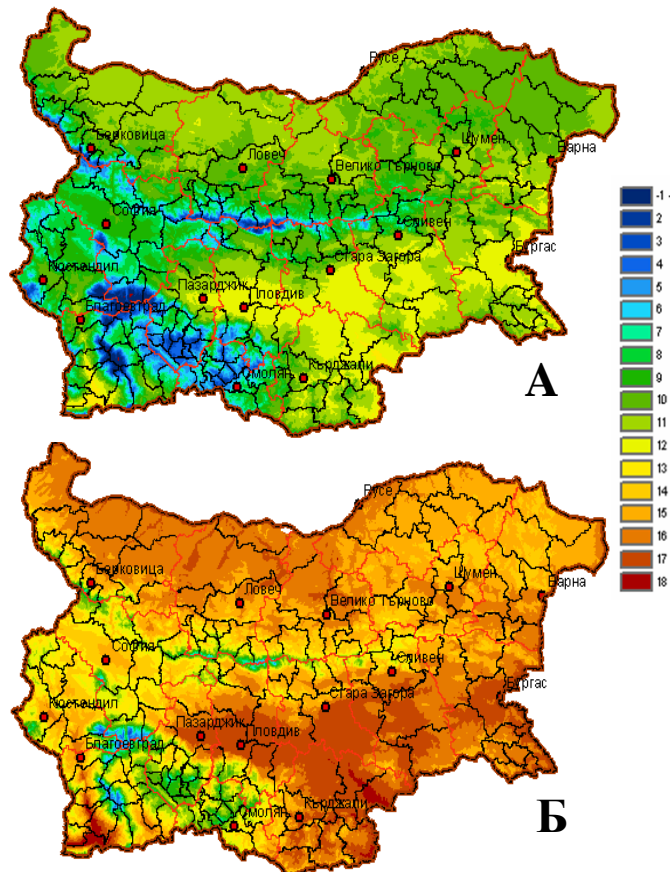 Русе
Берковица
Ловеч
Шумен
Варна
Велико Търново
София
Сливен
Бургас
Стара Загора
Кюстендил
Пазарджик
Пловдив
Благоевград
Смолян
Кърджали
А
-1
2
3
4
5
6
7
8
9
10
11
12
13
14
15
16
17
18
Русе
Берковица
Ловеч
Шумен
Варна
Велико Търново
София
Сливен
Бургас
Стара Загора
Кюстендил
Пазарджик
Пловдив
Благоевград
Смолян
Кърджали
Б